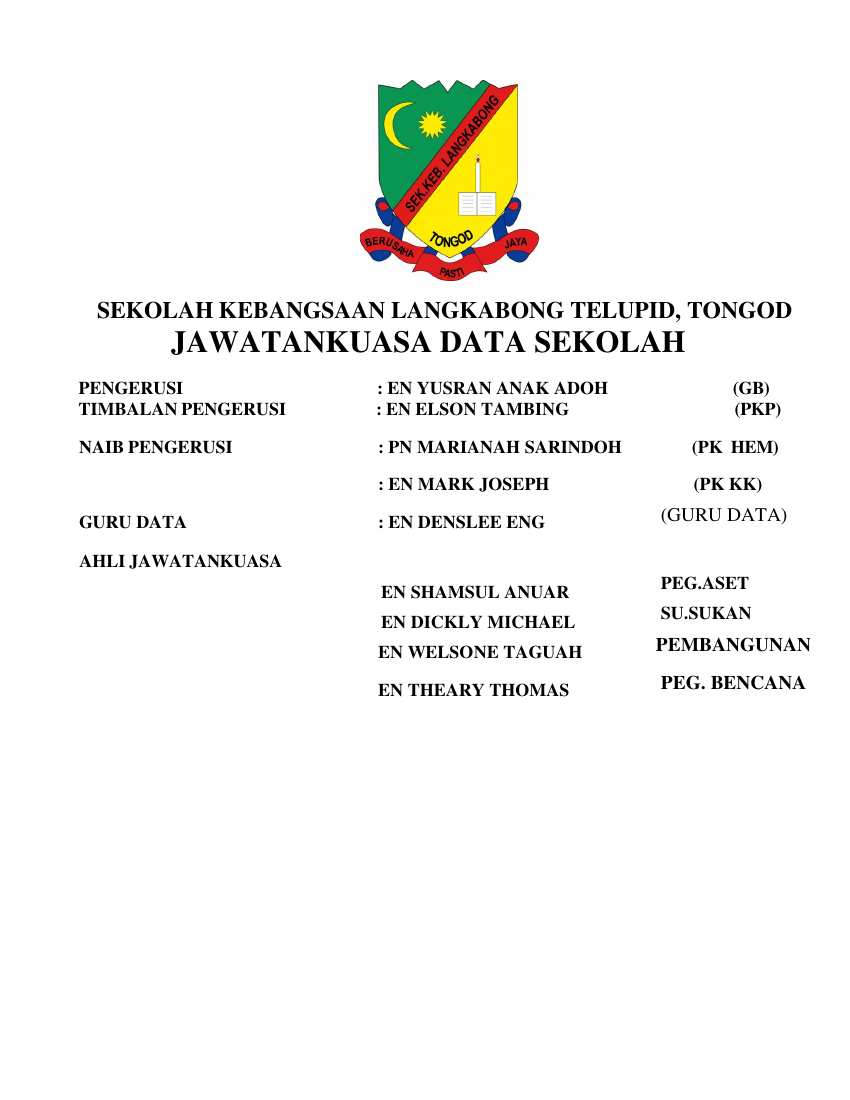 SEK.KEB. LANGKABONG
TONGOD
BERUSAHA PASTI JAYA
SEKOLAH KEBANGSAAN LANGKABONG TELUPID, TONGOD
JAWATANKUASA DATA SEKOLAH
PENGERUSI : EN YUSRAN ANAK ADOH (GB)
TIMBALAN PENGERUSI : EN ELSON TAMBING (PKP)
NAIB PENGERUSI : PN MARIANAH SARINDOH (PK HEM)
: EN MARK JOSEPH (PK KK)
GURU DATA : EN DENSLEE ENG (GURU DATA)
AHLI JAWATANKUASA
EN SHAMSUL ANUAR PEG.ASET
EN DICKLY MICHAEL SU.SUKAN
EN WELSONE TAGUAH PEMBANGUNAN
EN THEARY THOMAS PEG. BENCANA